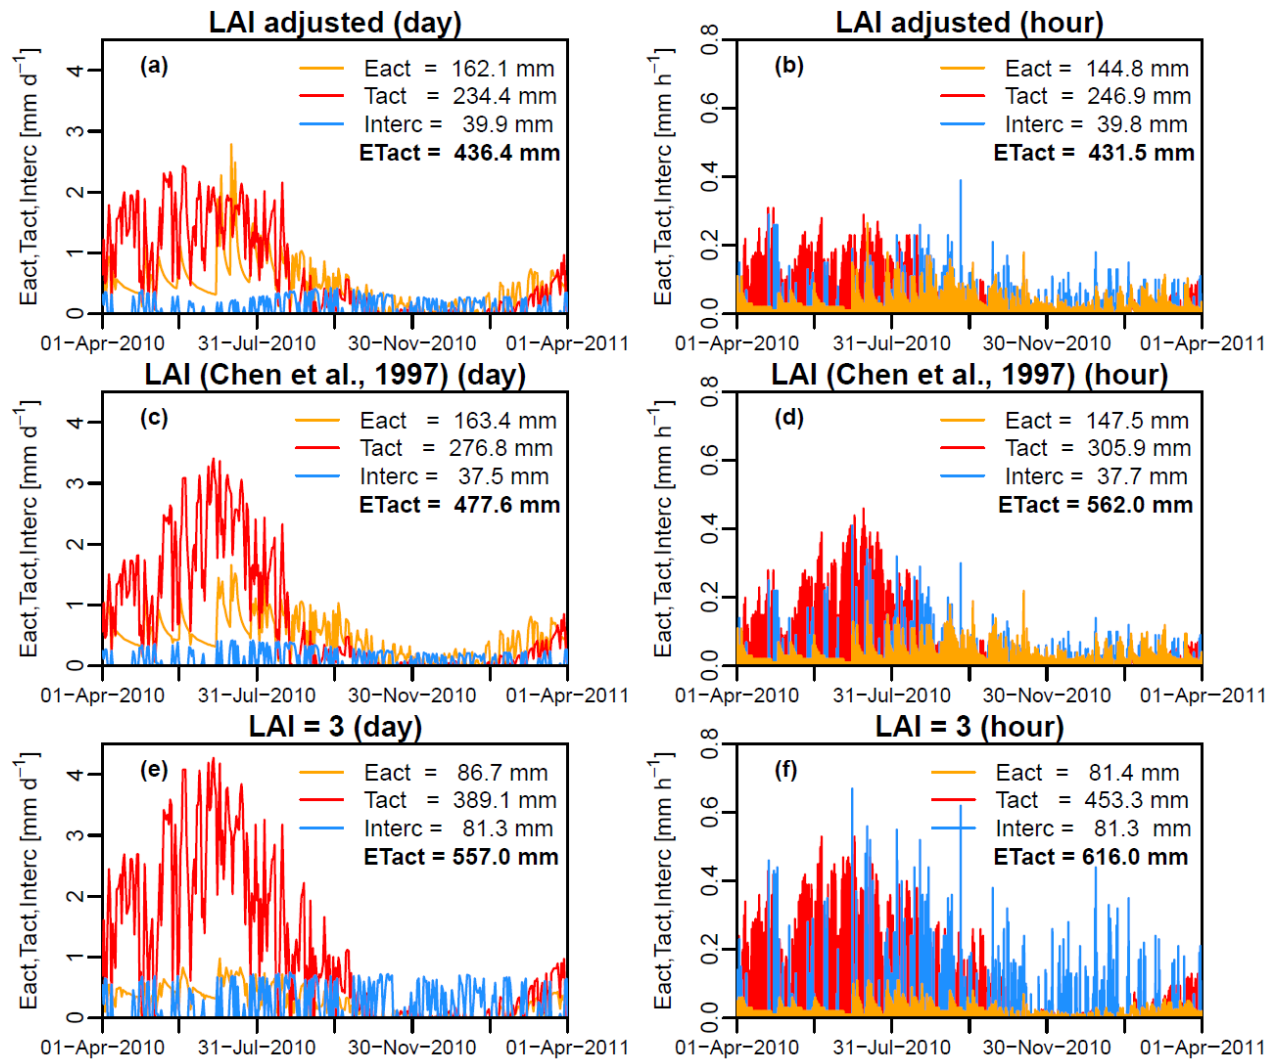 LAI adjusted (day)
Eact,Tact,Interc [mm d−1]
4
3
2
1
0
(a)
Eact = 162.1 mm
Tact = 234.4 mm
Interc = 39.9 mm
ETact = 436.4 mm
01−Apr−2010 31−Jul−2010 30−Nov−2010 01−Apr−2011
LAI adjusted (hour)
Eact,Tact,Interc [mm h−1]
0.8
0.6
0.4
0.2
0.0
(b)
Eact = 144.8 mm
Tact = 246.9 mm
Interc = 39.8 mm
ETact = 431.5 mm
01−Apr−2010 31−Jul−2010 30−Nov−2010 01−Apr−2011
LAI (Chen et al., 1997) (day)
Eact,Tact,Interc [mm d−1]
4
3
2
1
0
(c)
Eact = 163.4 mm
Tact = 276.8 mm
Interc = 37.5 mm
ETact = 477.6 mm
01−Apr−2010 31−Jul−2010 30−Nov−2010 01−Apr−2011
LAI (Chen et al., 1997) (hour)
Eact,Tact,Interc [mm h−1]
0.8
0.6
0.4
0.2
0.0
(d)
Eact = 147.5 mm
Tact = 305.9 mm
Interc = 37.7 mm
ETact = 562.0 mm
01−Apr−2010 31−Jul−2010 30−Nov−2010 01−Apr−2011
LAI = 3 (day)
Eact,Tact,Interc [mm d−1]
4
3
2
1
0
(e)
Eact = 86.7 mm
Tact = 389.1 mm
Interc = 81.3 mm
ETact = 557.0 mm
01−Apr−2010 31−Jul−2010 30−Nov−2010 01−Apr−2011
LAI = 3 (hour)
Eact,Tact,Interc [mm h−1]
0.8
0.6
0.4
0.2
0.0
(f)
Eact = 81.4 mm
Tact = 453.3 mm
Interc = 81.3 mm
ETact = 616.0 mm
01−Apr−2010 31−Jul−2010 30−Nov−2010 01−Apr−2011